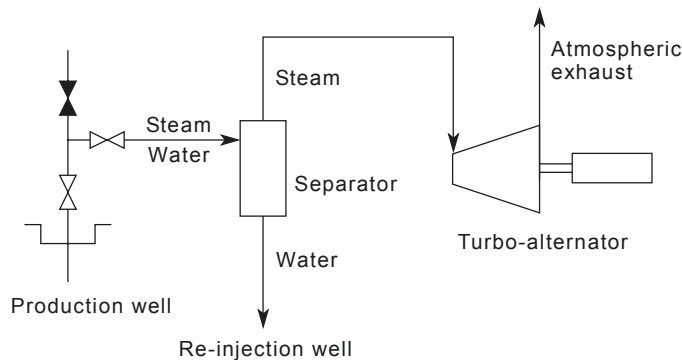 Atmospheric
exhaust
Steam
Steam
Water
Separator
Turbo-alternator
Water
Production well
Re-injection well